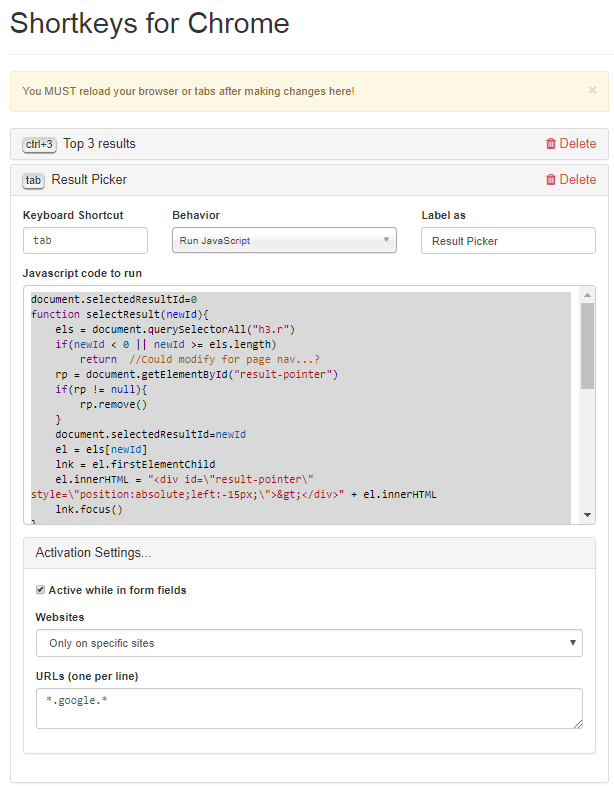 Shortkeys for Chrome
You MUST reload your browser or tabs after making changes here! ×
ctrl+3 Top 3 results Delete
tab Result Picker Delete
Keyboard Shortcut Behavior Label as
tab Run JavaScript Result Picker
Javascript code to run
document.selectedResultId=0
function selectResult(newId){
    els = document.querySelectorAll("h3.r")
    if(newId < 0 || newId >= els.length)
        return  //Could modify for page nav...?
    rp = document.getElementById("result-pointer")
    if(rp != null){
        rp.remove()
    }
    document.selectedResultId=newId
    el = els[newId]
    lnk = el.firstElementChild
    el.innerHTML = "<div id=\"result-pointer\"
style=\"position:absolute;left:-15px;\">&gt;</div>" + el.innerHTML
    lnk.focus()
}
Activation Settings...
Active while in form fields
Websites
Only on specific sites
URLs (one per line)
*.google.*